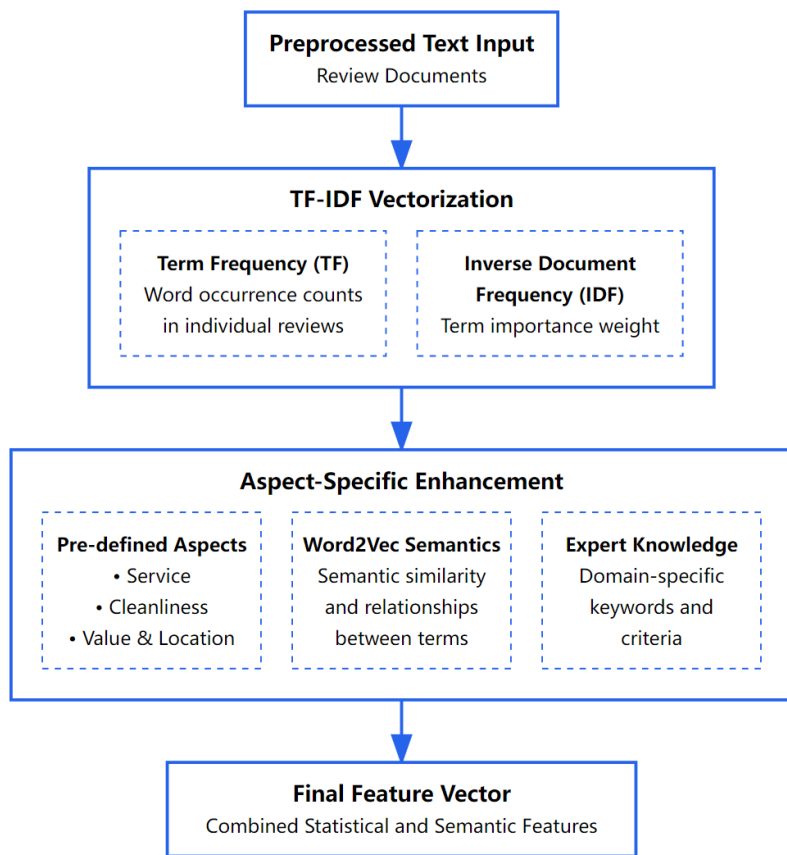 Preprocessed Text Input
Review Documents
TF-IDF Vectorization
Term Frequency (TF)
Word occurrence counts
in individual reviews
Inverse Document
Frequency (IDF)
Term importance weight
Aspect-Specific Enhancement
Pre-defined Aspects
• Service
• Cleanliness
• Value & Location
Word2Vec Semantics
Semantic similarity
and relationships
between terms
Expert Knowledge
Domain-specific
keywords and
criteria
Final Feature Vector
Combined Statistical and Semantic Features